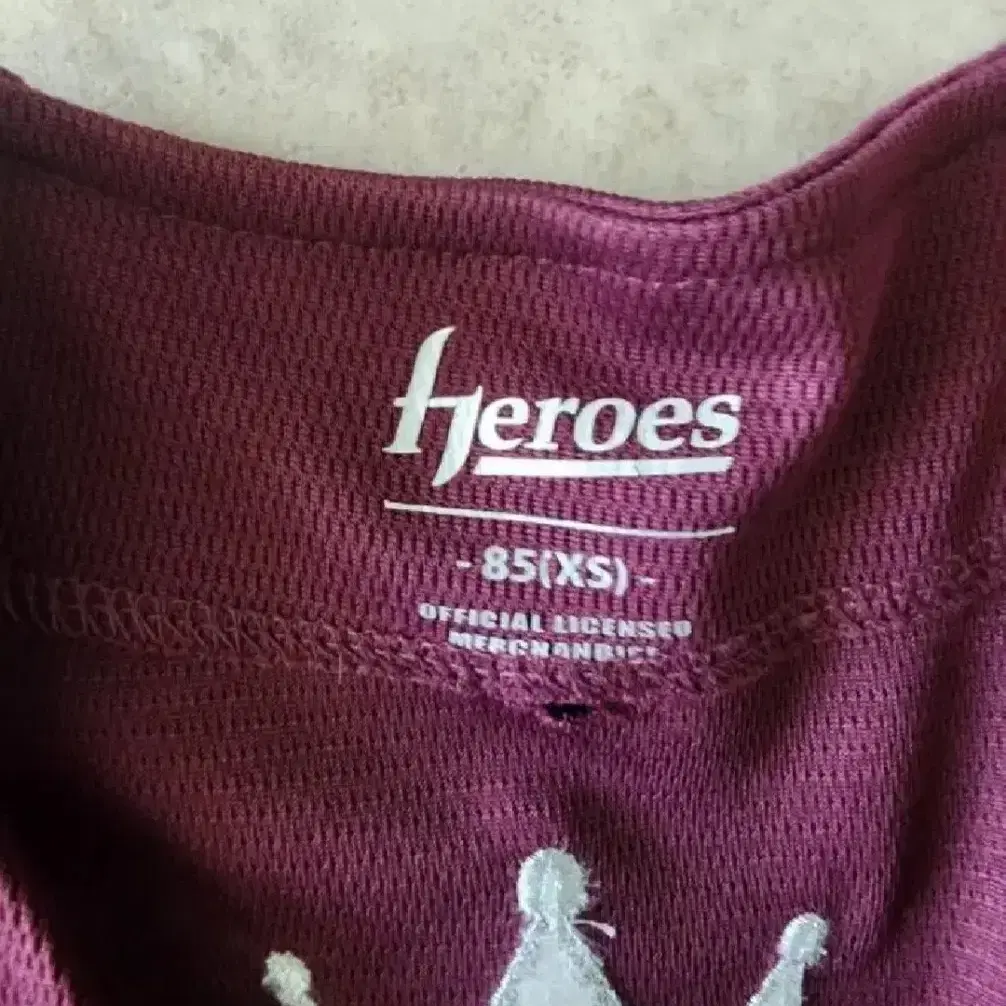 heroes
- 85(XS) -
OFFICIAL LICENSED
MERCHANDISE